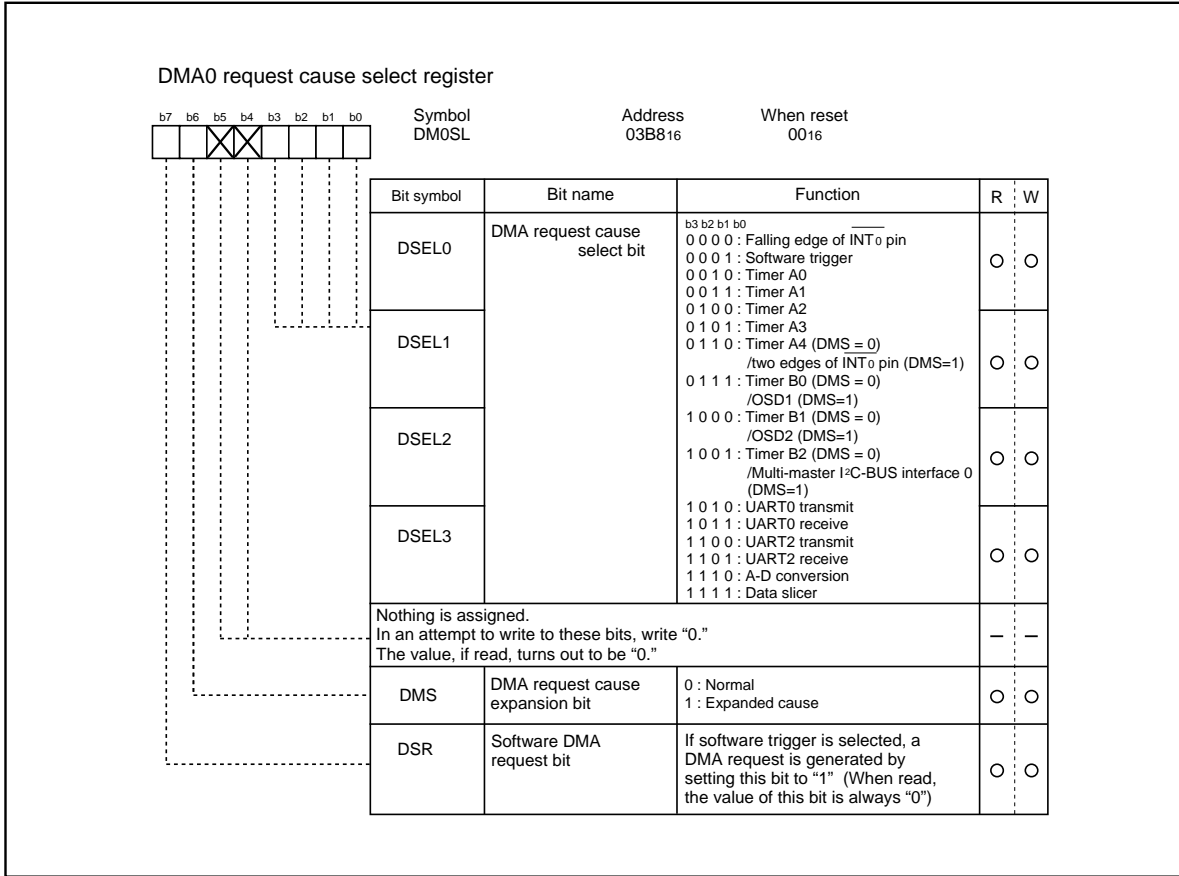 DMA0 request cause select register
b7 b6 b5 b4 b3 b2 b1 b0
Symbol Address When reset
DM0SL 03B816 0016
Bit symbol Bit name Function R W
DSEL0
DSEL1
DSEL2
DSEL3
DMA request cause
select bit
b3 b2 b1 b0
0 0 0 0 : Falling edge of INT0 pin
0 0 0 1 : Software trigger
0 0 1 0 : Timer A0
0 0 1 1 : Timer A1
0 1 0 0 : Timer A2
0 1 0 1 : Timer A3
0 1 1 0 : Timer A4 (DMS = 0)
/two edges of INT0 pin (DMS=1)
0 1 1 1 : Timer B0 (DMS = 0)
/OSD1 (DMS=1)
1 0 0 0 : Timer B1 (DMS = 0)
/OSD2 (DMS=1)
1 0 0 1 : Timer B2 (DMS = 0)
/Multi-master I²C-BUS interface 0
(DMS=1)
1 0 1 0 : UART0 transmit
1 0 1 1 : UART0 receive
1 1 0 0 : UART2 transmit
1 1 0 1 : UART2 receive
1 1 1 0 : A-D conversion
1 1 1 1 : Data slicer
Nothing is assigned.
In an attempt to write to these bits, write “0.”
The value, if read, turns out to be “0.”
– –
DMS
DMA request cause
expansion bit
0 : Normal
1 : Expanded cause
DSR
Software DMA
request bit
If software trigger is selected, a
DMA request is generated by
setting this bit to “1” (When read,
the value of this bit is always “0”)